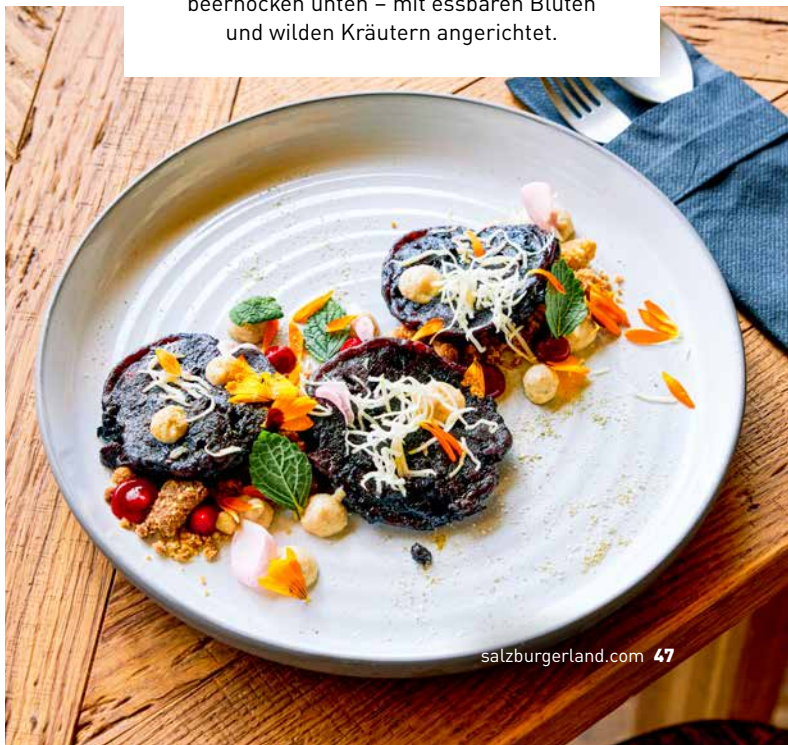 beernocken unten – mit essbaren Blüten
und wilden Kräutern angerichtet.
salzburgerland.com 47